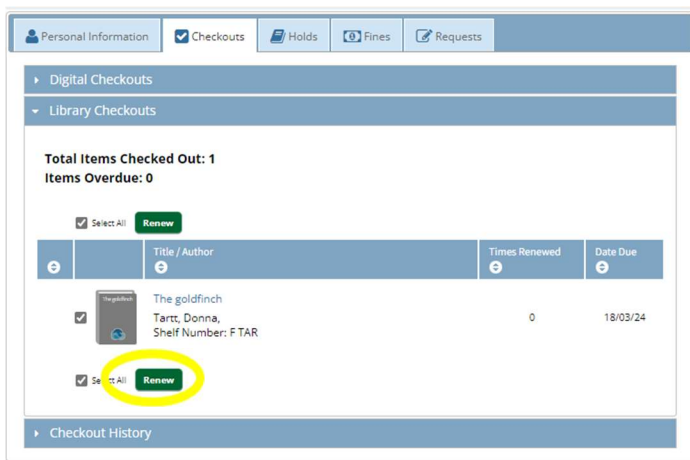 Personal Information Checkouts Holds Fines Requests
Digital Checkouts
Library Checkouts
Total Items Checked Out: 1
Items Overdue: 0
Select All Renew
Title / Author Times Renewed Date Due
The goldfinch
The goldfinch
Tartt, Donna, 0 18/03/24
Shelf Number: F TAR
Select All Renew
Checkout History